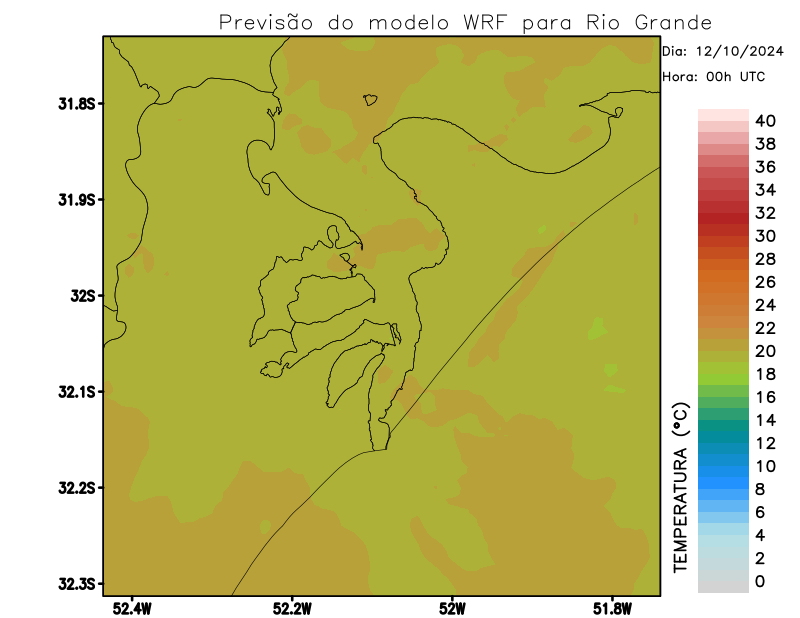 Previsão do modelo WRF para Rio Grande
Dia: 12/10/2024
Hora: 00h UTC
31.8S
31.9S
32S
32.1S
32.2S
32.3S
52.4W
52.2W
52W
51.8W
40
38
36
34
32
30
28
26
24
22
20
18
16
14
12
10
8
6
4
2
0
TEMPERATURA (°C)